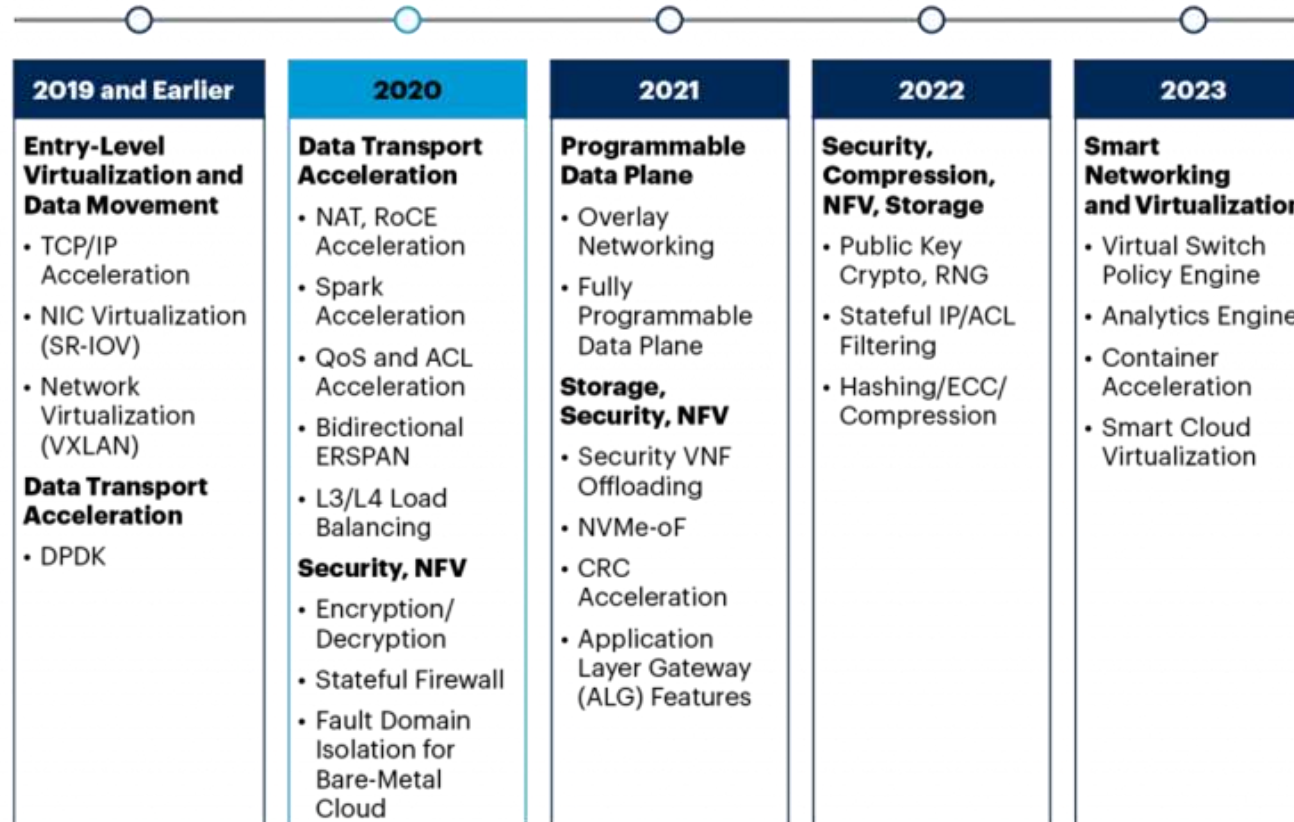 2019 and Earlier
Entry-Level
Virtualization and
Data Movement
• TCP/IP
Acceleration
• NIC Virtualization
(SR-IOV)
• Network
Virtualization
(VXLAN)
Data Transport
Acceleration
• DPDK
2020
Data Transport
Acceleration
• NAT, RoCE
Acceleration
• Spark
Acceleration
• QoS and ACL
Acceleration
• Bidirectional
ERSPAN
• L3/L4 Load
Balancing
Security, NFV
• Encryption/
Decryption
• Stateful Firewall
• Fault Domain
Isolation for
Bare-Metal
Cloud
2021
Programmable
Data Plane
• Overlay
Networking
• Fully
Programmable
Data Plane
Storage,
Security, NFV
• Security VNF
Offloading
• NVMe-oF
• CRC
Acceleration
• Application
Layer Gateway
(ALG) Features
2022
Security,
Compression,
NFV, Storage
• Public Key
Crypto, RNG
• Stateful IP/ACL
Filtering
• Hashing/ECC/
Compression
2023
Smart
Networking
and Virtualization
• Virtual Switch
Policy Engine
• Analytics Engine
• Container
Acceleration
• Smart Cloud
Virtualization